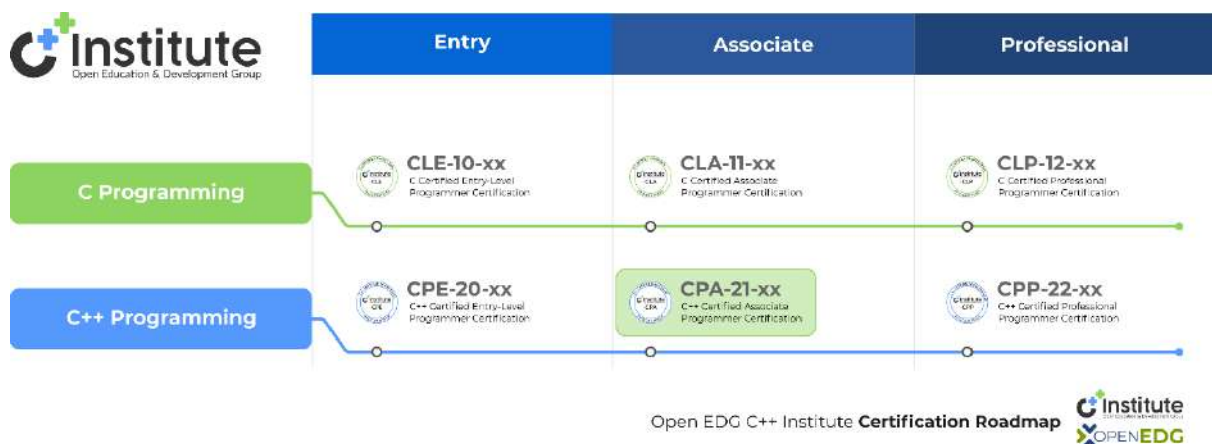 C++ Institute
Open Education & Development Group
Entry
Associate
Professional
C Programming
CLE-10-xx
C Certified Entry-Level
Programmer Certification
CLA-11-xx
C Certified Associate
Programmer Certification
CLP-12-xx
C Certified Professional
Programmer Certification
C++ Programming
CPE-20-xx
C++ Certified Entry-Level
Programmer Certification
CPA-21-xx
C++ Certified Associate
Programmer Certification
CPP-22-xx
C++ Certified Professional
Programmer Certification
Open EDG C++ Institute Certification Roadmap
C++ Institute
OPENEDG